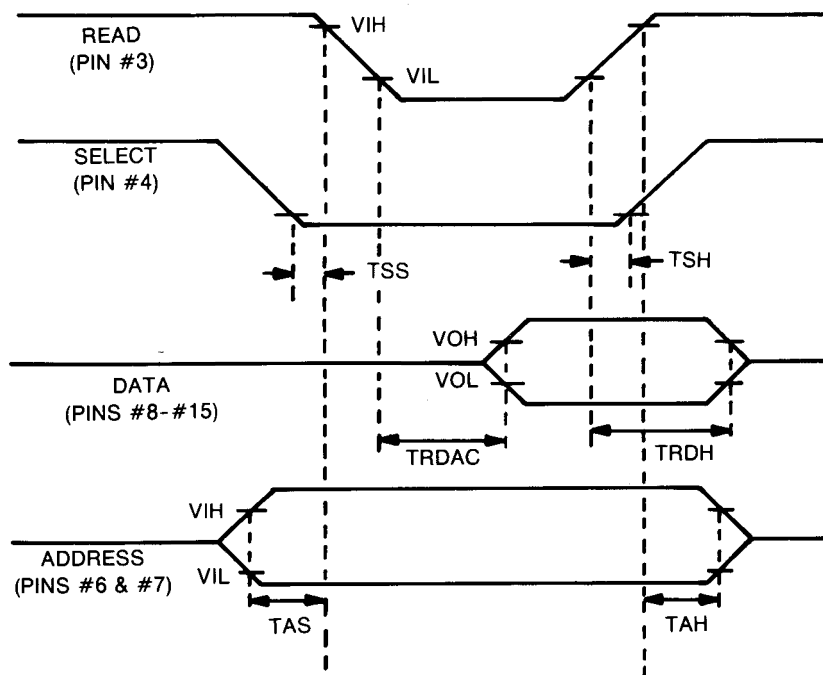 READ
(PIN #3)
VIH
VIL
SELECT
(PIN #4)
TSS
TSH
VOH
VOL
DATA
(PINS #8-#15)
TRDAC
TRDH
VIH
ADDRESS
(PINS #6 & #7)
VIL
TAS
TAH